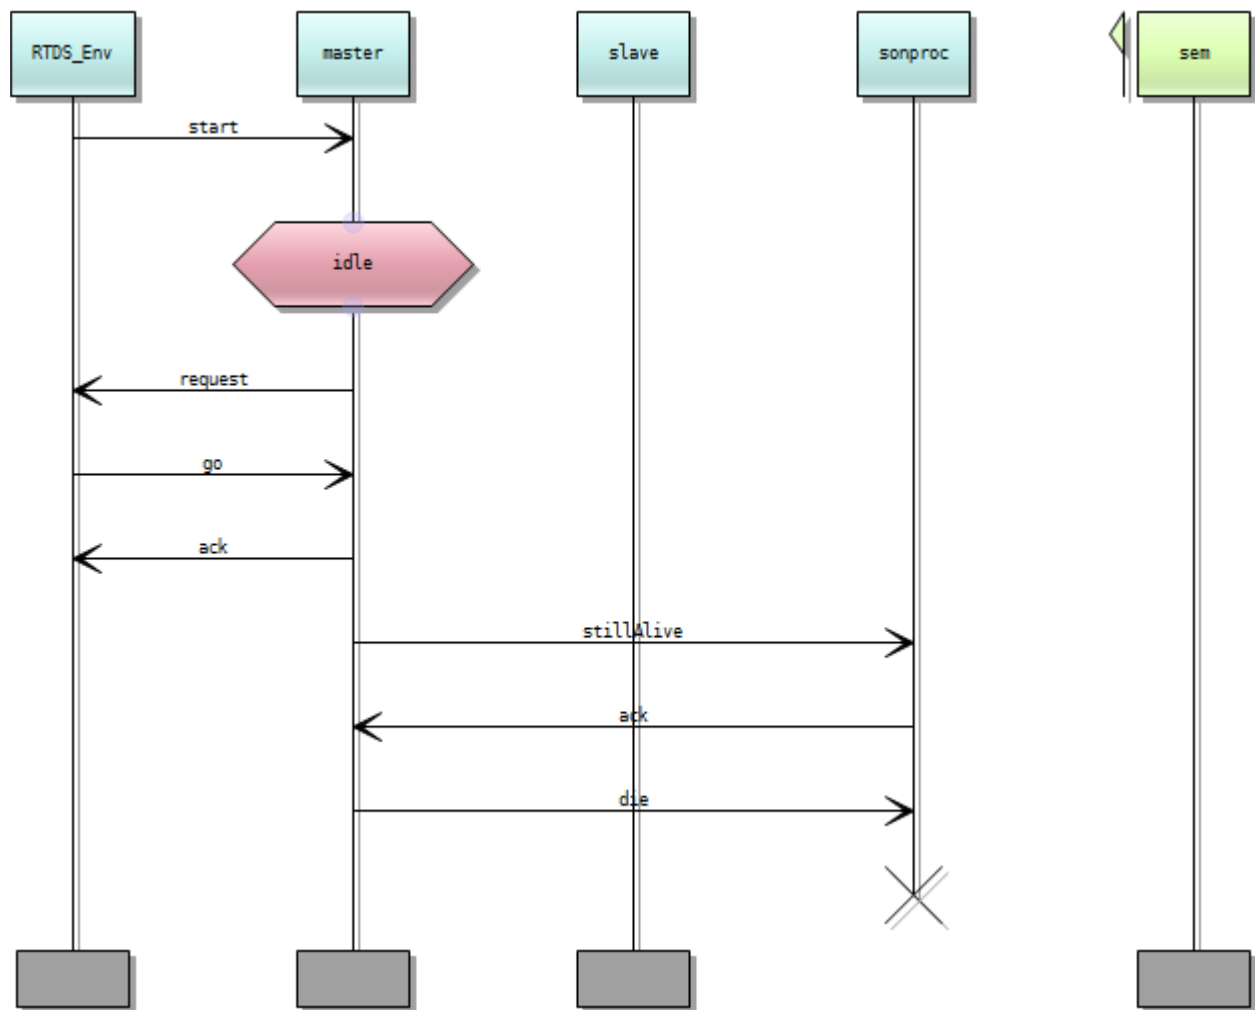 RTDS_Env
master
slave
sonproc
sem
start
idle
request
go
ack
stillAlive
ack
die